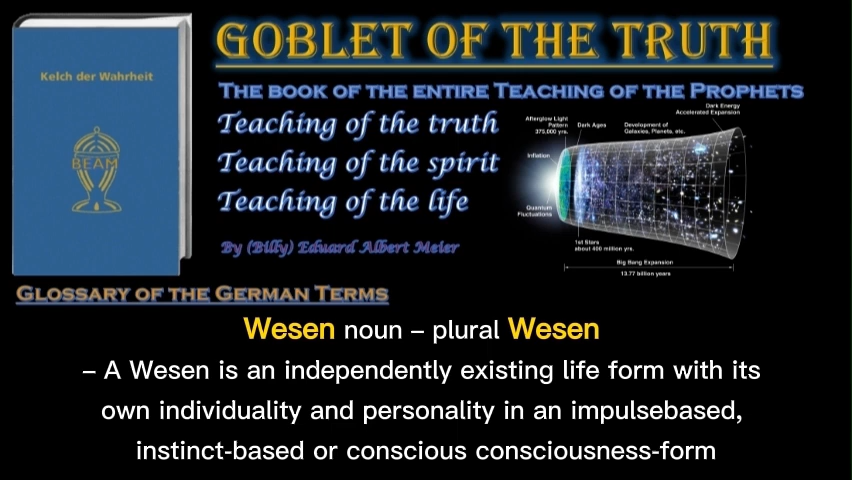 Kelch der Wahrheit
BEAM
GOBLET OF THE TRUTH
THE BOOK OF THE ENTIRE TEACHING OF THE PROPHETS
Teaching of the truth
Teaching of the spirit
Teaching of the life
By (Billy) Eduard Albert Meier
Dark Energy
Accelerated Expansion
Afterglow Light
Pattern
375,000 yrs.
Dark Ages
Development of
Galaxies, Planets, etc.
Inflation
Quantum
Fluctuations
1st Stars
about 400 million yrs.
Big Bang Expansion
13.77 billion years
GLOSSARY OF THE GERMAN TERMS
Wesen noun – plural Wesen
– A Wesen is an independently existing life form with its
own individuality and personality in an impulsebased,
instinct-based or conscious consciousness-form